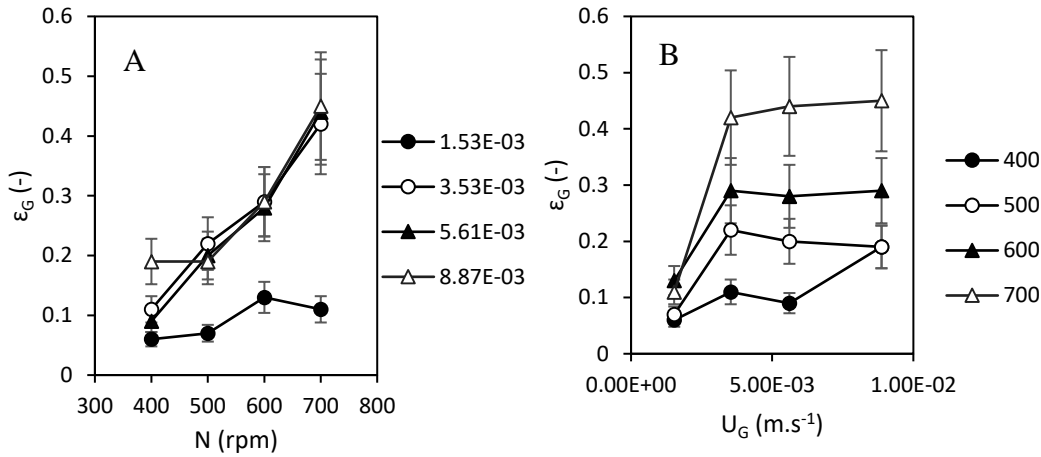 A
0.6
0.5
0.4
0.3
0.2
0.1
0
εG (-)
300 400 500 600 700 800
N (rpm)
1.53E-03
3.53E-03
5.61E-03
8.87E-03
B
0.6
0.5
0.4
0.3
0.2
0.1
0
εG (-)
0.00E+00 5.00E-03 1.00E-02
UG (m.s-1)
400
500
600
700